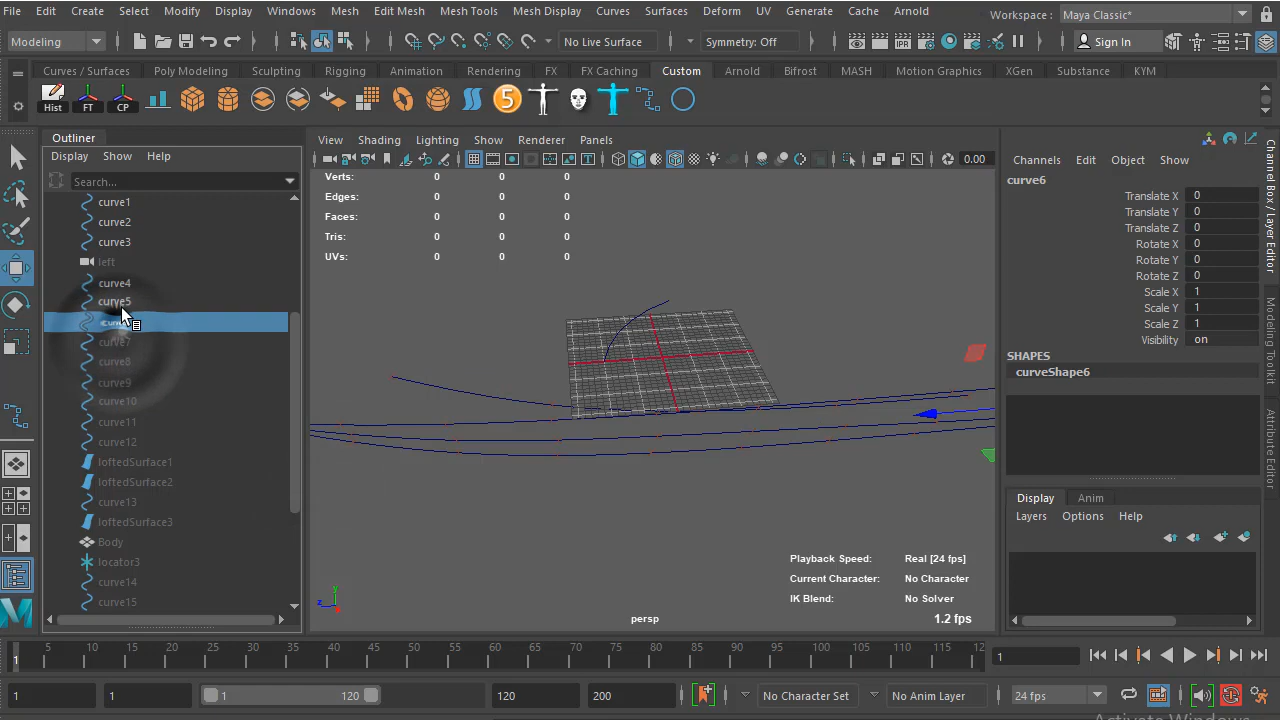 File Edit Create Select Modify Display Windows Mesh Edit Mesh Mesh Tools Mesh Display Curves Surfaces Deform UV Generate Cache Arnold Workspace: Maya Classic*
Modeling No Live Surface Symmetry: Off Sign In
Curves / Surfaces Poly Modeling Sculpting Rigging Animation Rendering FX FX Caching Custom Arnold Bifrost MASH Motion Graphics XGen Substance KYM
Hist FT CP 5
Outliner
Display Show Help
Search...
curve1
curve2
curve3
left
curve4
curve5
curve7
curve8
curve9
curve10
curve11
curve12
loftedSurface1
loftedSurface2
curve13
loftedSurface3
Body
locator3
curve14
curve15
View Shading Lighting Show Renderer Panels
0.00
Verts: 0 0 0
Edges: 0 0 0
Faces: 0 0 0
Tris: 0 0 0
UVs: 0 0 0
Playback Speed: Real [24 fps]
Current Character: No Character
IK Blend: No Solver
persp 1.2 fps
y
z
x
Channels Edit Object Show
curve6
Translate X 0
Translate Y 0
Translate Z 0
Rotate X 0
Rotate Y 0
Rotate Z 0
Scale X 1
Scale Y 1
Scale Z 1
Visibility on
SHAPES
curveShape6
Display Anim
Layers Options Help
Channel Box / Layer Editor
Modeling Toolkit
Attribute Editor
1 5 10 15 20 25 30 35 40 45 50 55 60 65 70 75 80 85 90 95 100 105 110 115 12 1
1 1 1 120 120 200 No Character Set No Anim Layer 24 fps